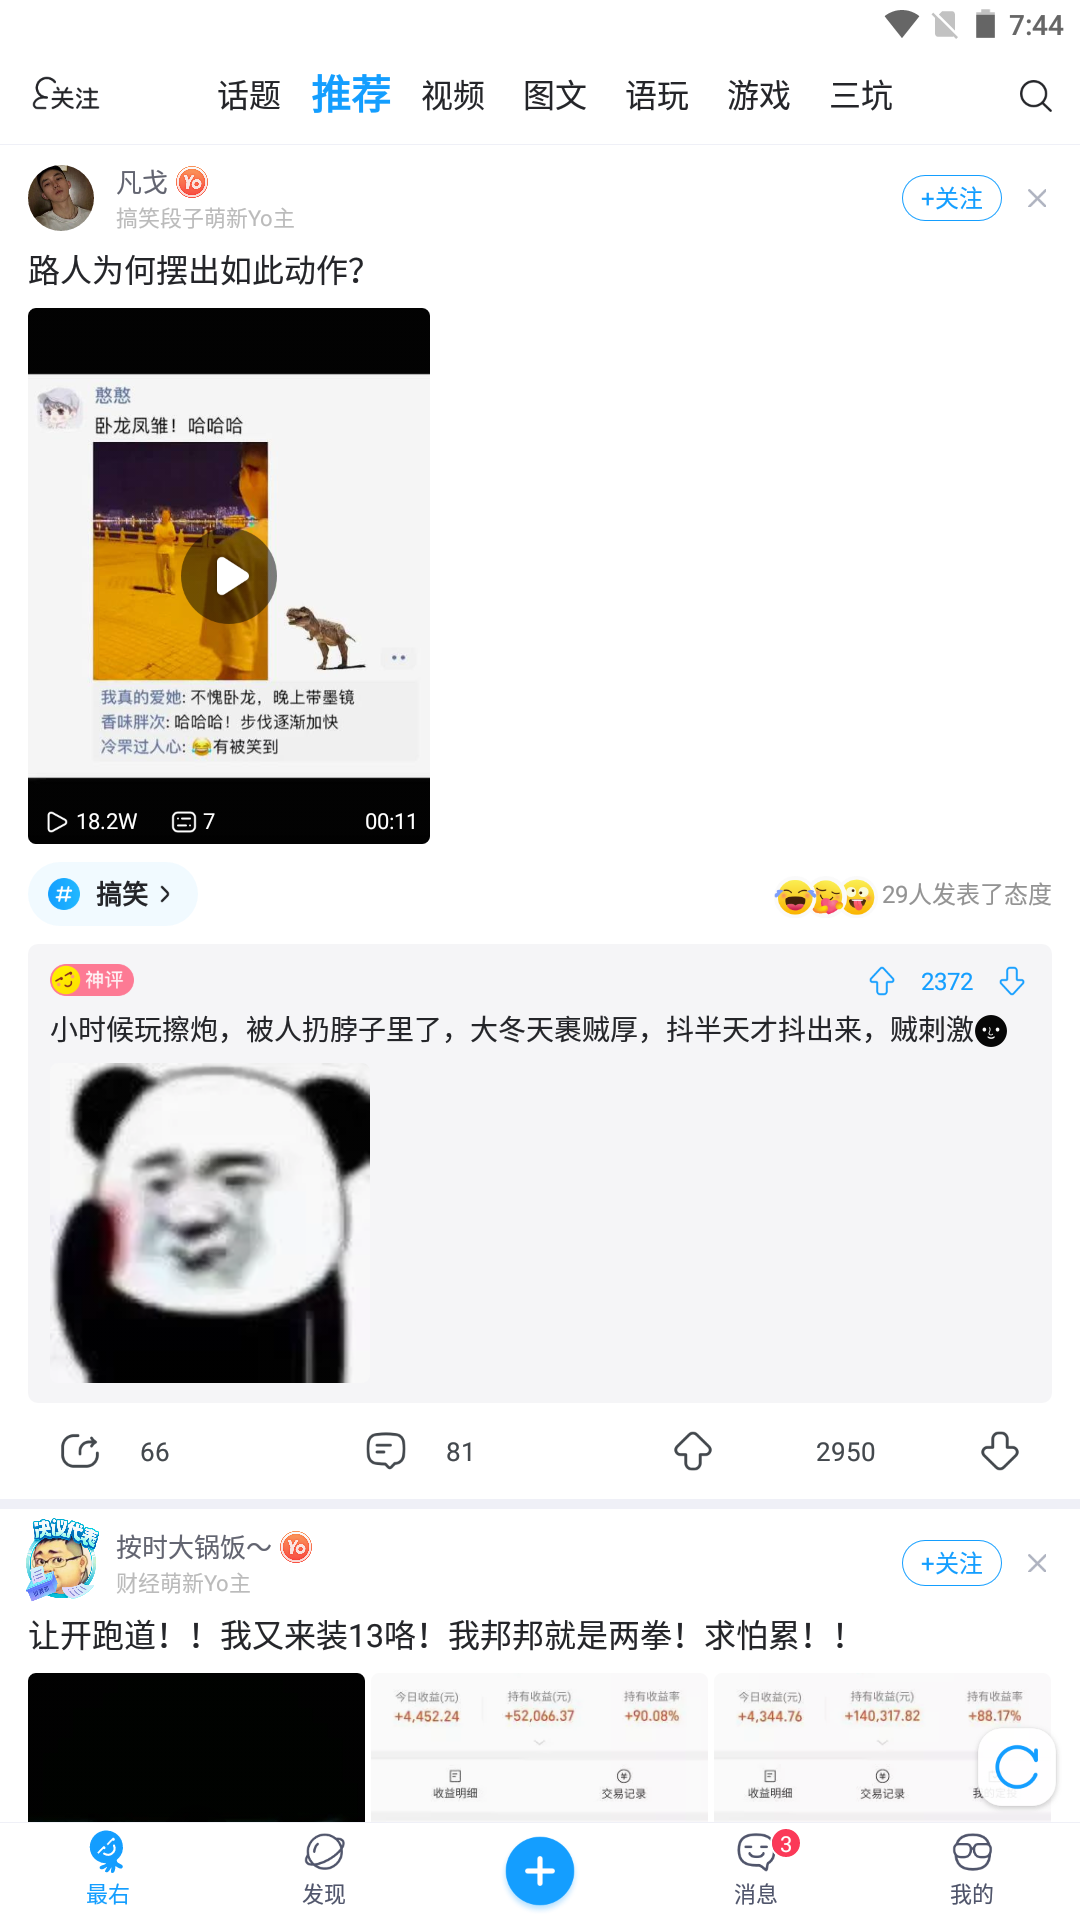 7:44
关注
话题 推荐 视频 图文 语玩 游戏 三坑
凡戈 Yo
搞笑段子萌新Yo主
+关注
路人为何摆出如此动作？
憨憨
卧龙凤雏！哈哈哈
我真的爱她: 不愧卧龙，晚上带墨镜
香味胖次: 哈哈哈！步伐逐渐加快
冷罘过人心: 😂有被笑到
18.2W 7 00:11
# 搞笑
29人发表了态度
神评
2372
小时候玩擦炮，被人扔脖子里了，大冬天裹贼厚，抖半天才抖出来，贼刺激🌚
66 81 2950
决议代表
按时大锅饭～ Yo
财经萌新Yo主
+关注
让开跑道！！我又来装13咯！我邦邦就是两拳！求怕累！！
今日收益(元) 持有收益(元) 持有收益率
+4,452.24 +52,066.37 +90.08%
收益明细 交易记录
今日收益(元) 持有收益(元) 持有收益率
+4,344.76 +140,317.82 +88.17%
收益明细 交易记录
最右 发现 消息 3 我的